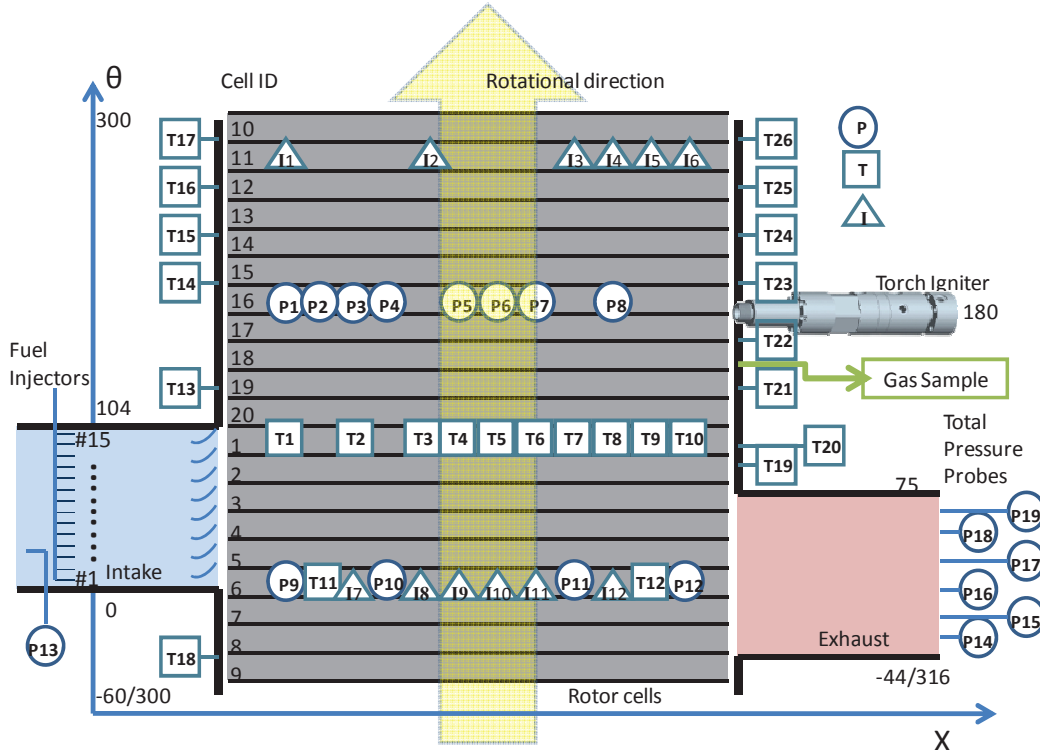 θ
Cell ID
Rotational direction
300
10
T17
T26
P
11
I1
I2
I3
I4
I5
I6
T
T16
12
T25
I
13
T15
T24
14
15
T14
T23
Torch Igniter
16
P1
P2
P3
P4
P5
P6
P7
P8
180
17
T22
Fuel
Injectors
18
T13
19
T21
Gas Sample
104
20
#15
1
T1
T2
T3
T4
T5
T6
T7
T8
T9
T10
T20
T19
Total
Pressure
Probes
2
75
3
P19
4
P18
5
P17
#1
Intake
6
P9
T11
I7
P10
I8
I9
I10
I11
P11
I12
T12
P12
P16
0
7
P15
P13
T18
8
Exhaust
P14
9
-44/316
-60/300
Rotor cells
X